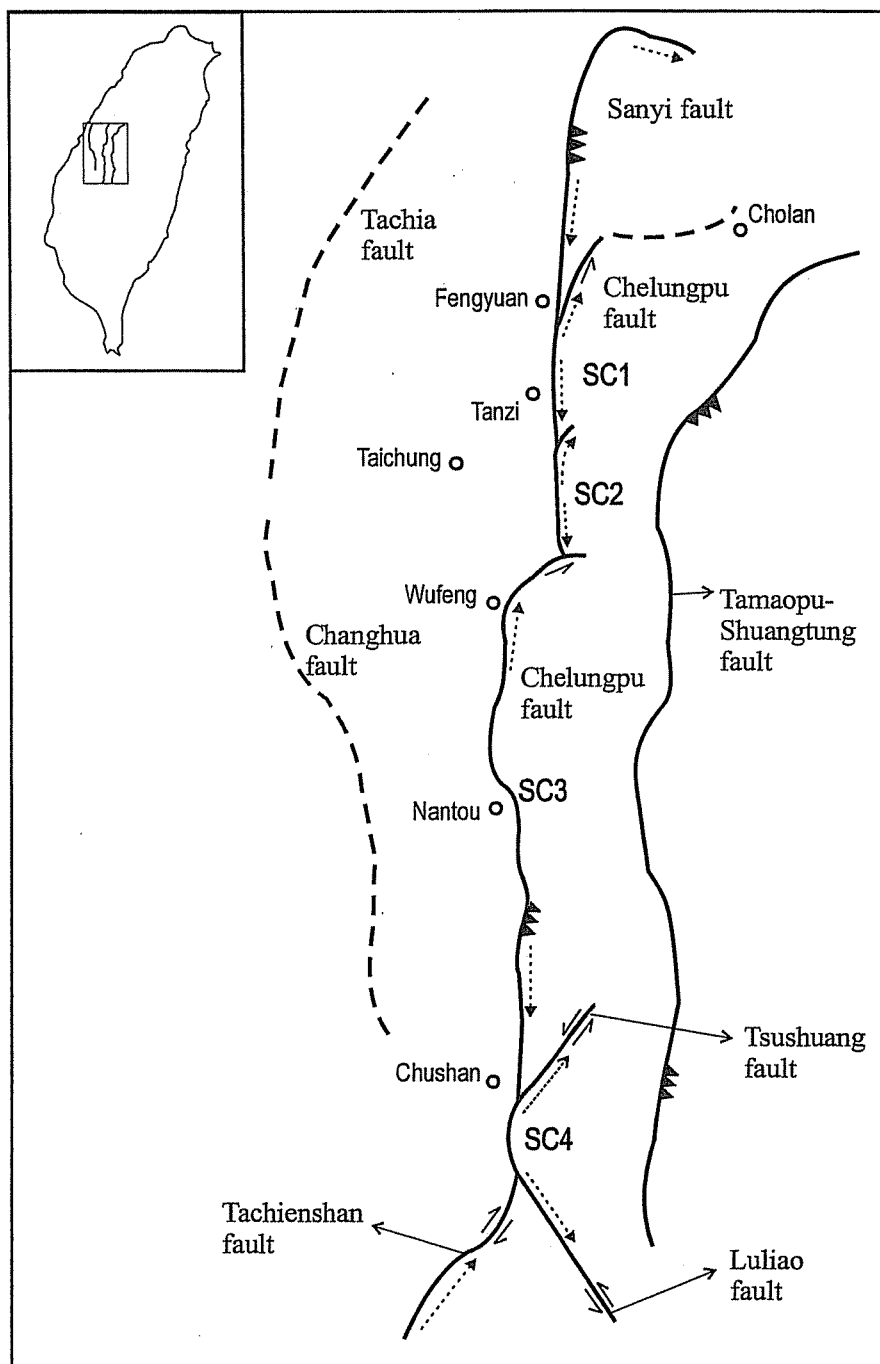 Sanyi fault
Tachia
fault
Cholan
Fengyuan
Chelungpu
fault
SC1
Tanzi
Taichung
SC2
Wufeng
Tamaopu-
Shuangtung
fault
Changhua
fault
Chelungpu
fault
SC3
Nantou
Tsushuang
fault
Chushan
SC4
Tachienshan
fault
Luliao
fault